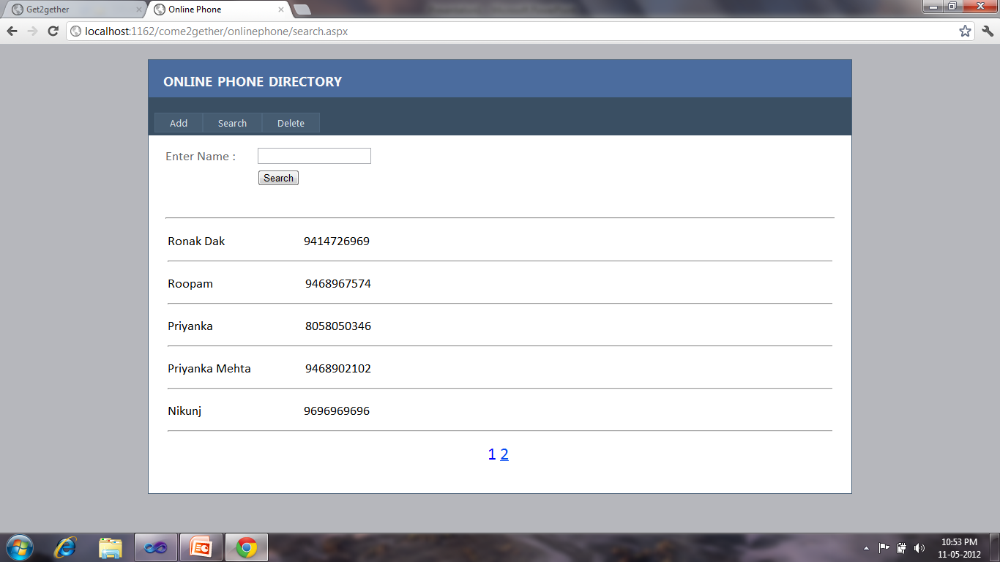 Get2gether
Online Phone
localhost:1162/come2gether/onlinephone/search.aspx
ONLINE PHONE DIRECTORY
Add Search Delete
Enter Name :
Search
Ronak Dak 9414726969
Roopam 9468967574
Priyanka 8058050346
Priyanka Mehta 9468902102
Nikunj 9696969696
1 2
10:53 PM
11-05-2012